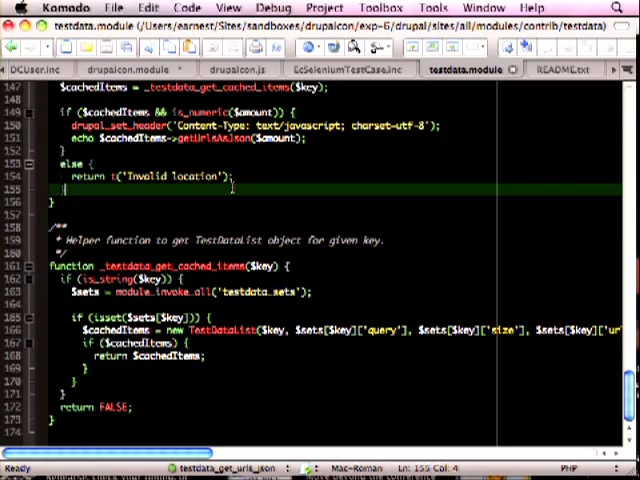 Komodo File Edit Code View Debug Project Toolbox Tools Window Help
testdata.module (/Users/earnest/Sites/sandboxes/drupalcon/exp-6/drupal/sites/all/modules/contrib/testdata)
DCUser.inc drupalcon.module drupalcon.js EcSeleniumTestCase.inc testdata.module README.txt
147 $cachedItems = _testdata_get_cached_items($key);
148
149 if ($cachedItems && is_numeric($amount)) {
150 drupal_set_header('Content-Type: text/javascript; charset-utf-8');
151 echo $cachedItems->getUrlsAsJson($amount);
152 }
153 else {
154 return t('Invalid location');
155 }
156 }
157
158 /**
159 * Helper function to get TestDataList object for given key.
160 */
161 function _testdata_get_cached_items($key) {
162 if (is_string($key)) {
163 $sets = module_invoke_all('testdata_sets');
164
165 if (isset($sets[$key])) {
166 $cachedItems = new TestDataList($key, $sets[$key]['query'], $sets[$key]['size'], $sets[$key]['ur
167 if ($cachedItems) {
168 return $cachedItems;
169 }
170 }
171 }
172 return FALSE;
173 }
174
Ready testdata_get_urls_json Mac-Roman Ln: 155 Col: 4 PHP